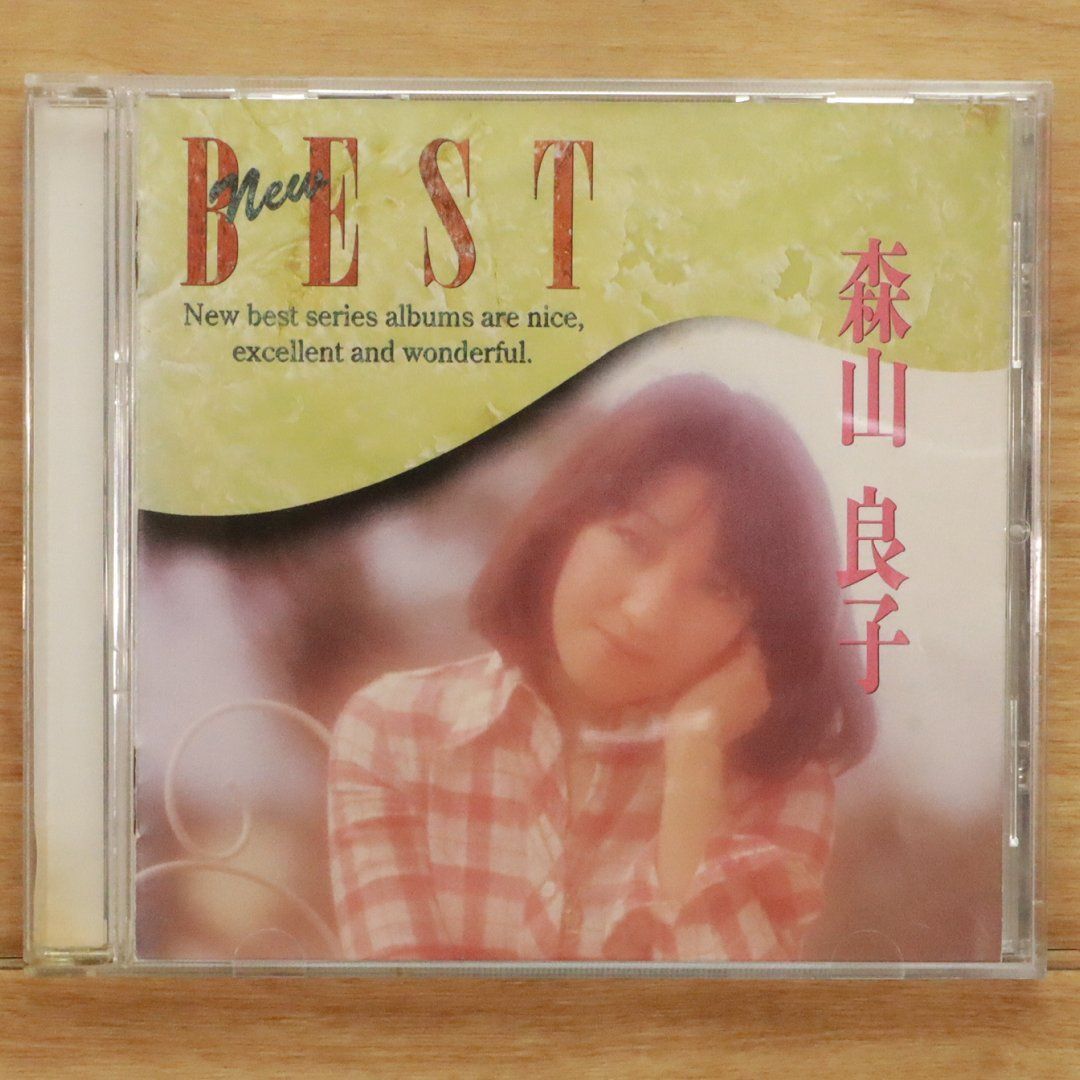 New
BEST
New best series albums are nice,
excellent and wonderful.
森山 良子